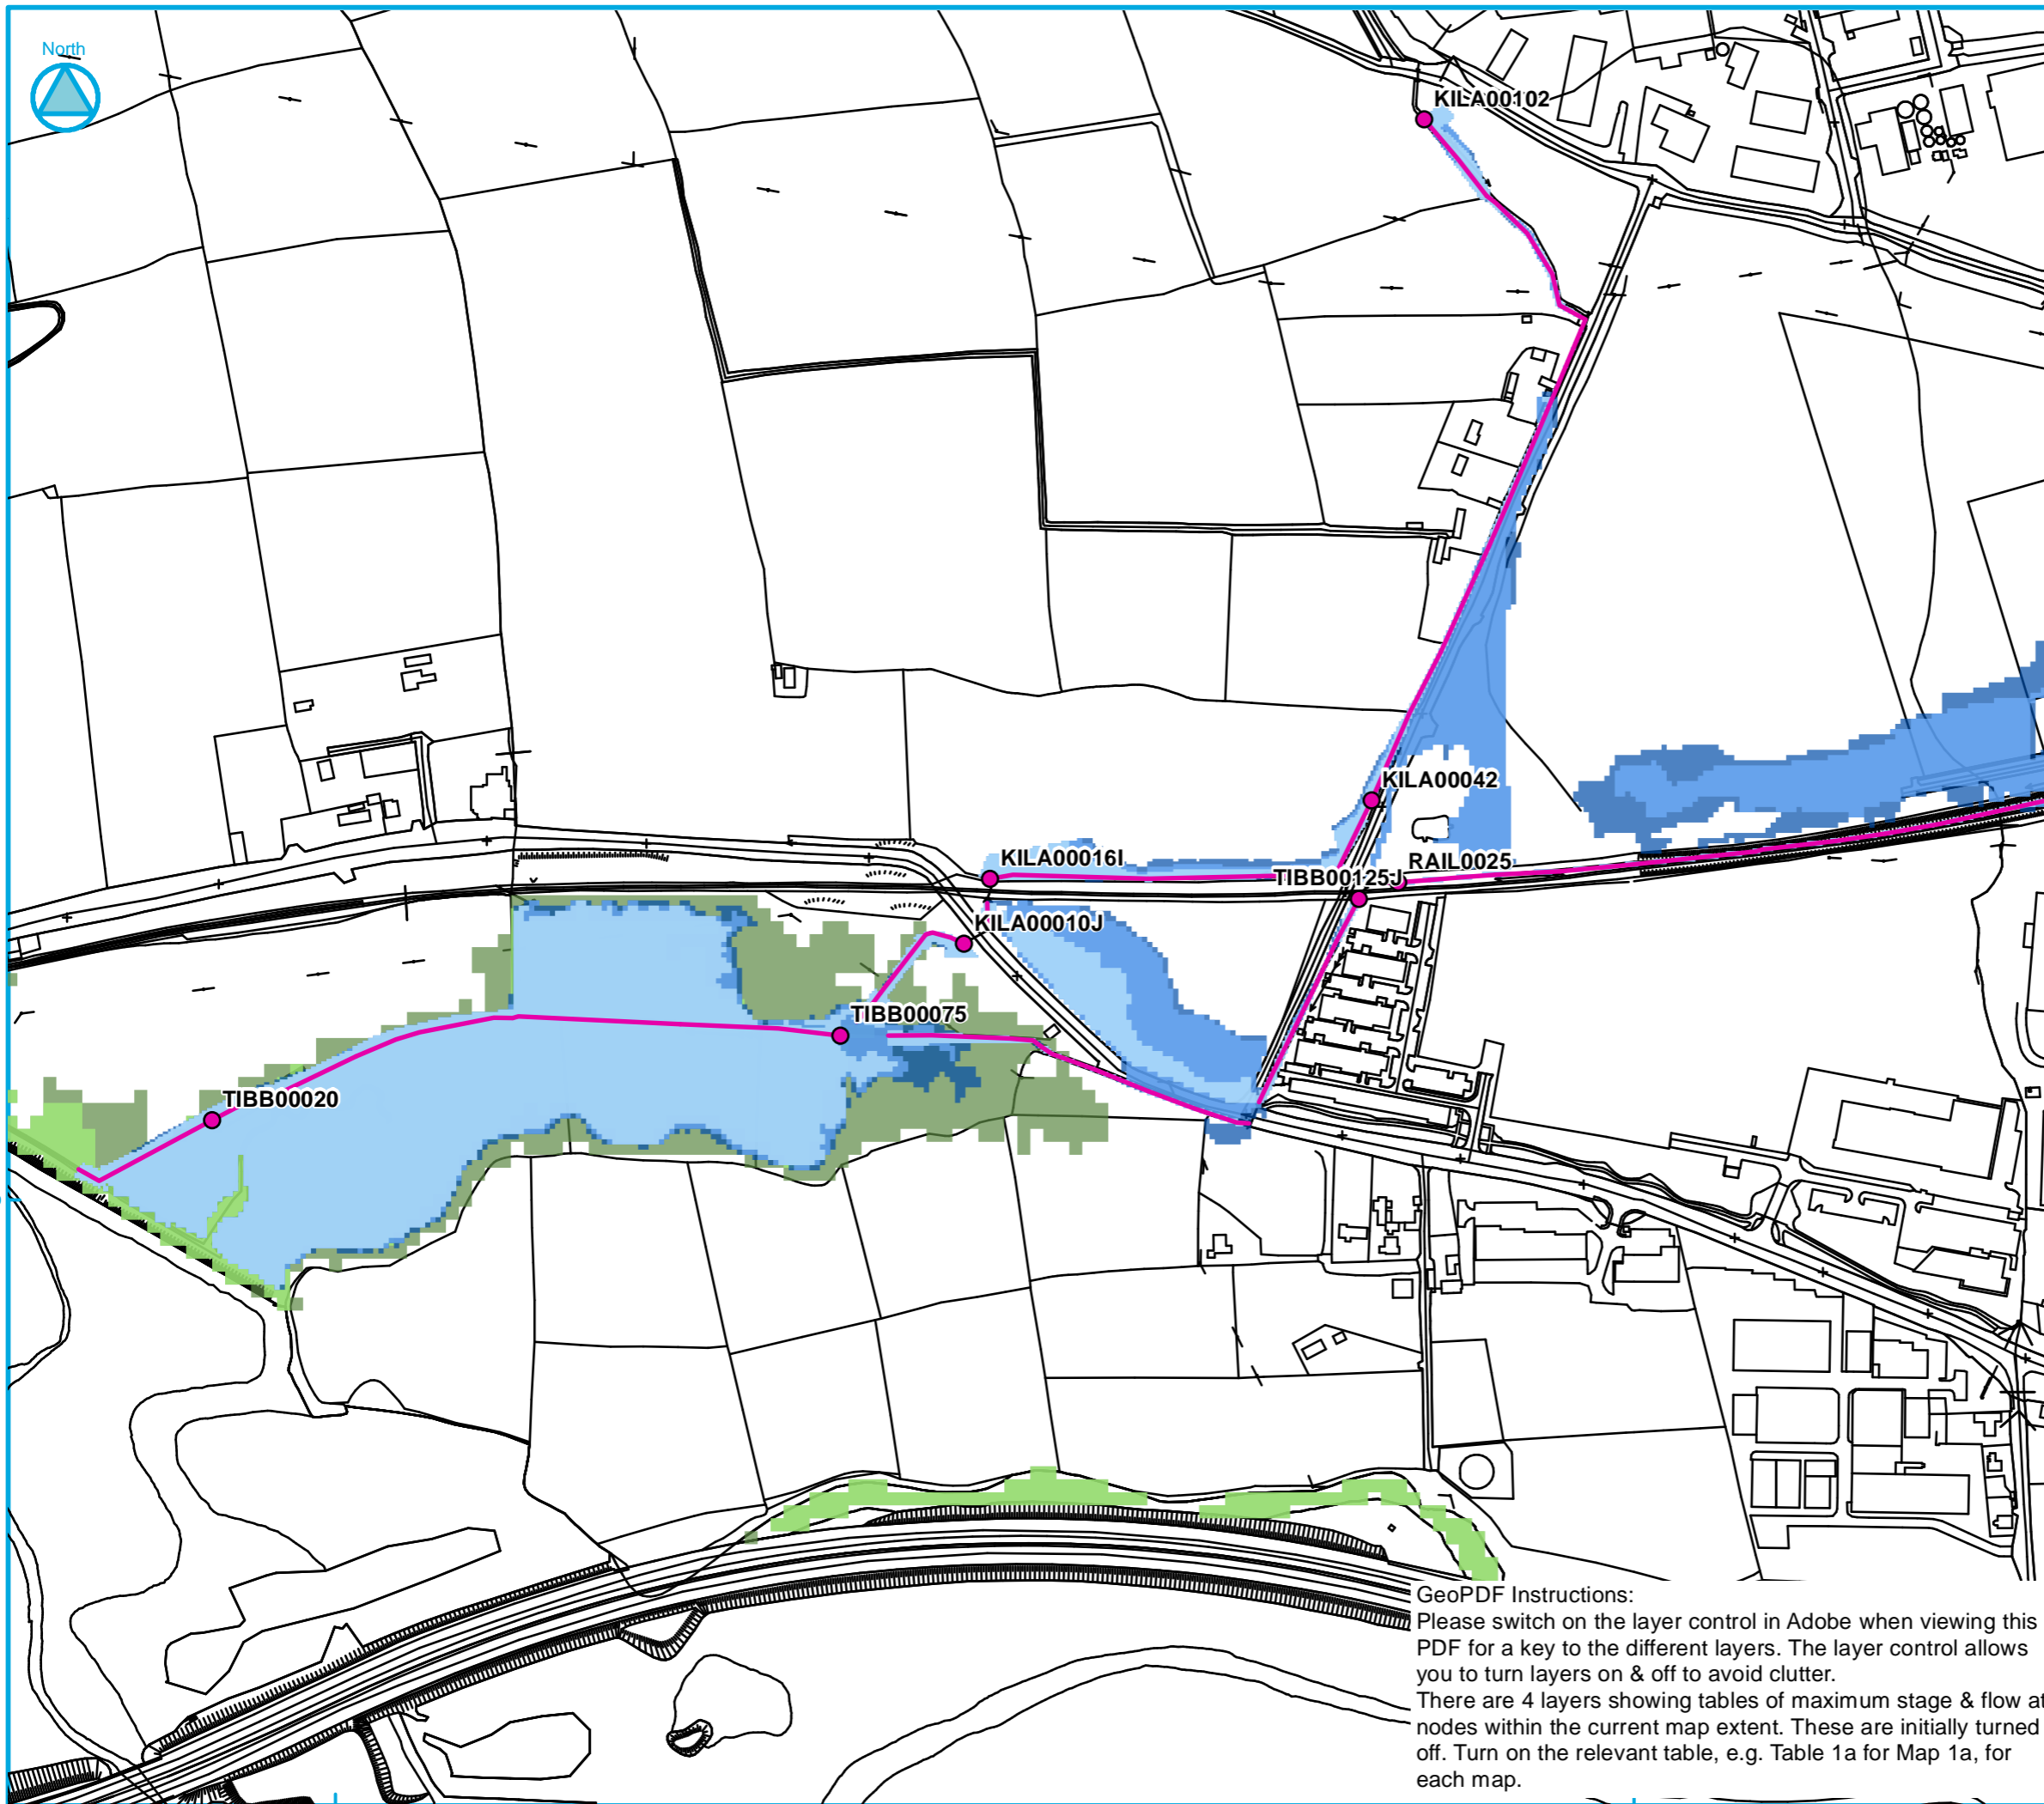 North
KILA00102
KILA00042
KILA00016I
RAIL0025
TIBB00125J
KILA00010J
TIBB00075
TIBB00020
GeoPDF Instructions:
Please switch on the layer control in Adobe when viewing this
PDF for a key to the different layers. The layer control allows
you to turn layers on & off to avoid clutter.
There are 4 layers showing tables of maximum stage & flow at
nodes within the current map extent. These are initially turned
off. Turn on the relevant table, e.g. Table 1a for Map 1a, for
each map.